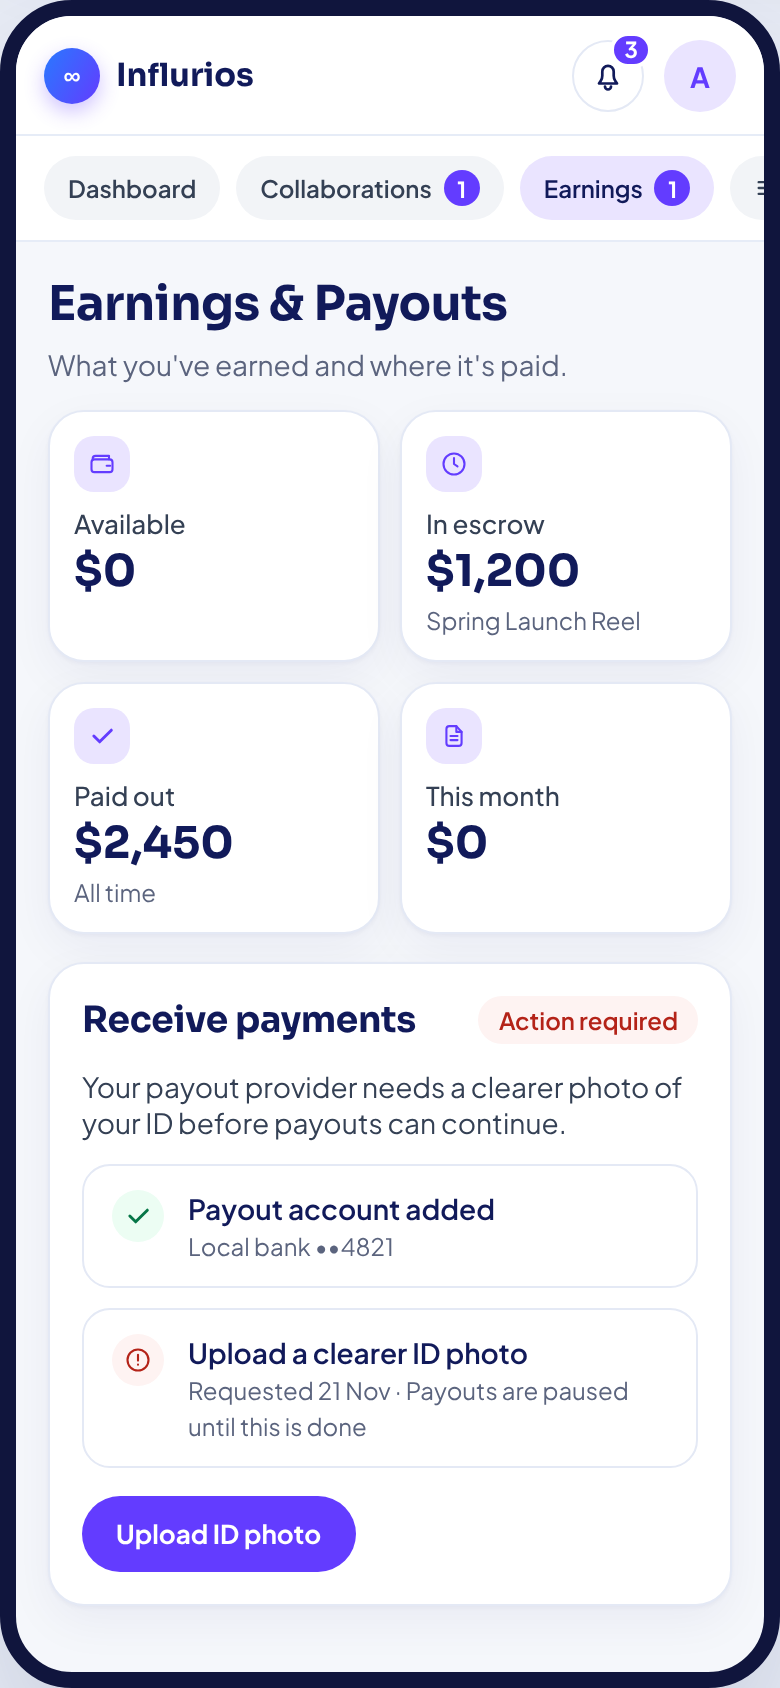 ∞ Influrios 3 A
Dashboard Collaborations 1 Earnings 1
Earnings & Payouts
What you've earned and where it's paid.
Available
$0
In escrow
$1,200
Spring Launch Reel
Paid out
$2,450
All time
This month
$0
Receive payments Action required
Your payout provider needs a clearer photo of
your ID before payouts can continue.
Payout account added
Local bank ••4821
Upload a clearer ID photo
Requested 21 Nov · Payouts are paused
until this is done
Upload ID photo